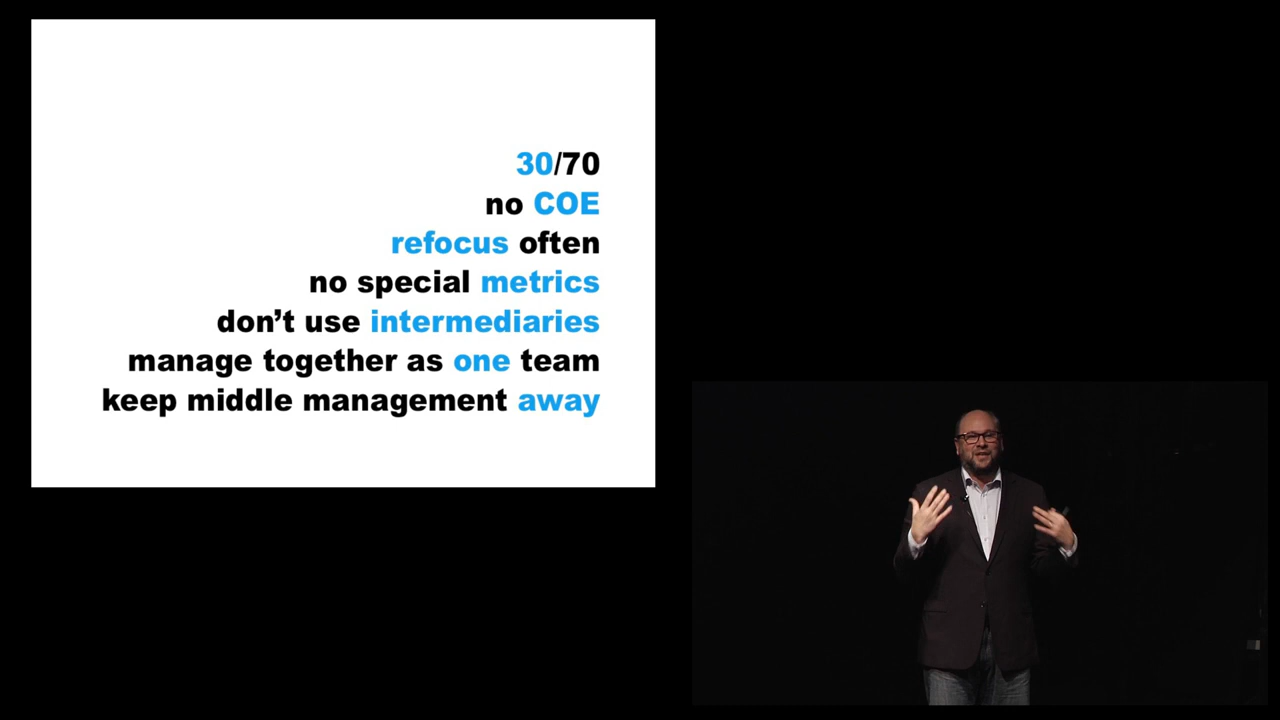 30/70
no COE
refocus often
no special metrics
don’t use intermediaries
manage together as one team
keep middle management away